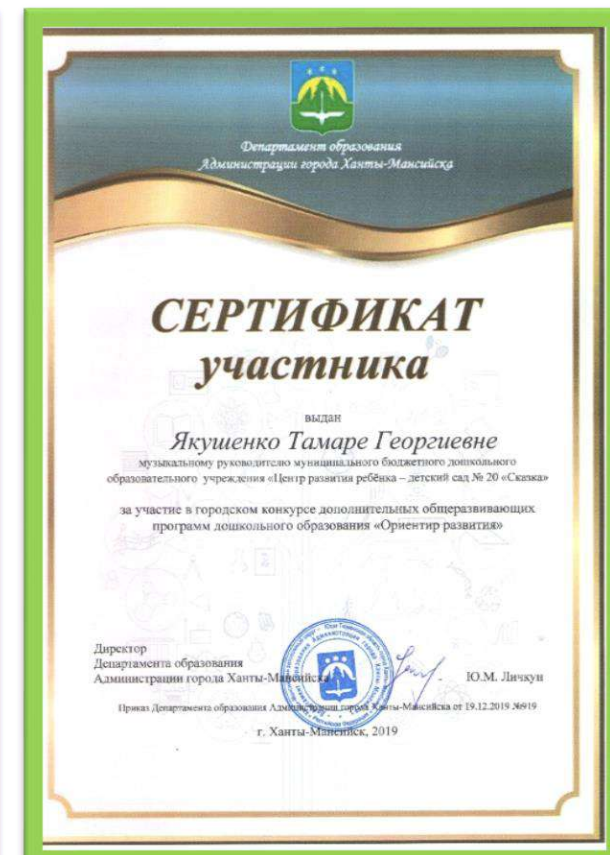 Департамент образования
Администрации города Ханты-Мансийска
СЕРТИФИКАТ
участника
выдан
Якушенко Тамаре Георгиевне
музыкальному руководителю муниципального бюджетного дошкольного
образовательного учреждения «Центр развития ребёнка – детский сад № 20 «Сказка»
за участие в городском конкурсе дополнительных общеразвивающих
программ дошкольного образования «Ориентир развития»
Директор
Департамента образования
Администрации города Ханты-Мансийска
Ю.М. Личкун
Приказ Департамента образования Администрации города Ханты-Мансийска от 19.12.2019 №919
г. Ханты-Мансийск, 2019